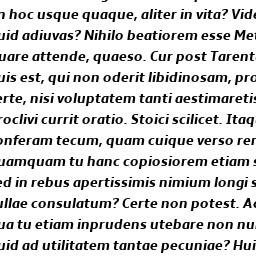 n hoc usque quaque, aliter in vita? Vide
uid adiuvas? Nihilo beatiorem esse Met
uare attende, quaeso. Cur post Tarent
uis est, qui non oderit libidinosam, pro
erte, nisi voluptatem tanti aestimaretis
roclivi currit oratio. Stoici scilicet. Itaq
onferam tecum, quam cuique verso rem
uamquam tu hanc copiosiorem etiam s
ed in rebus apertissimis nimium longi s
ullae consulatum? Certe non potest. Ac
ua tu etiam inprudens utebare non nu
uid ad utilitatem tantae pecuniae? Hui